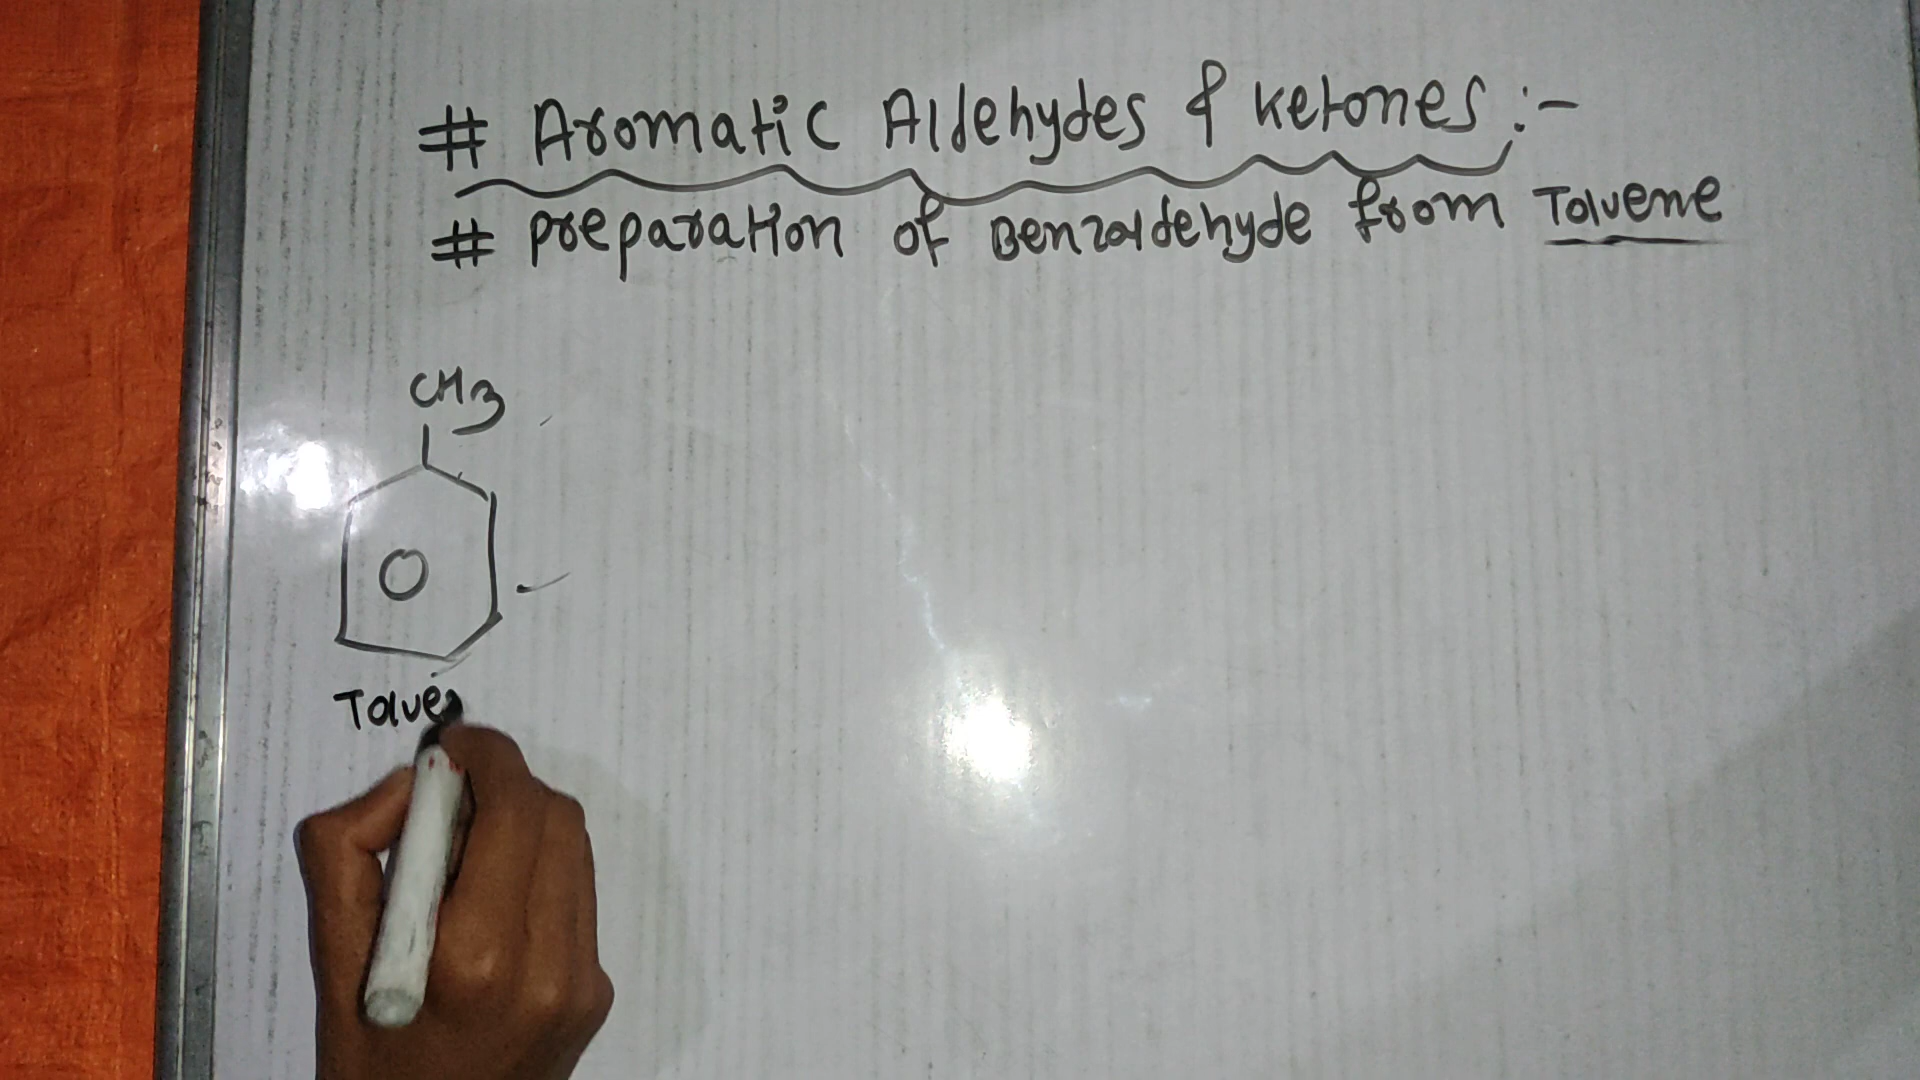 # Aromatic Aldehydes & ketones :-
# preparation of Benzaldehyde from Toluene
CH3
Tolue